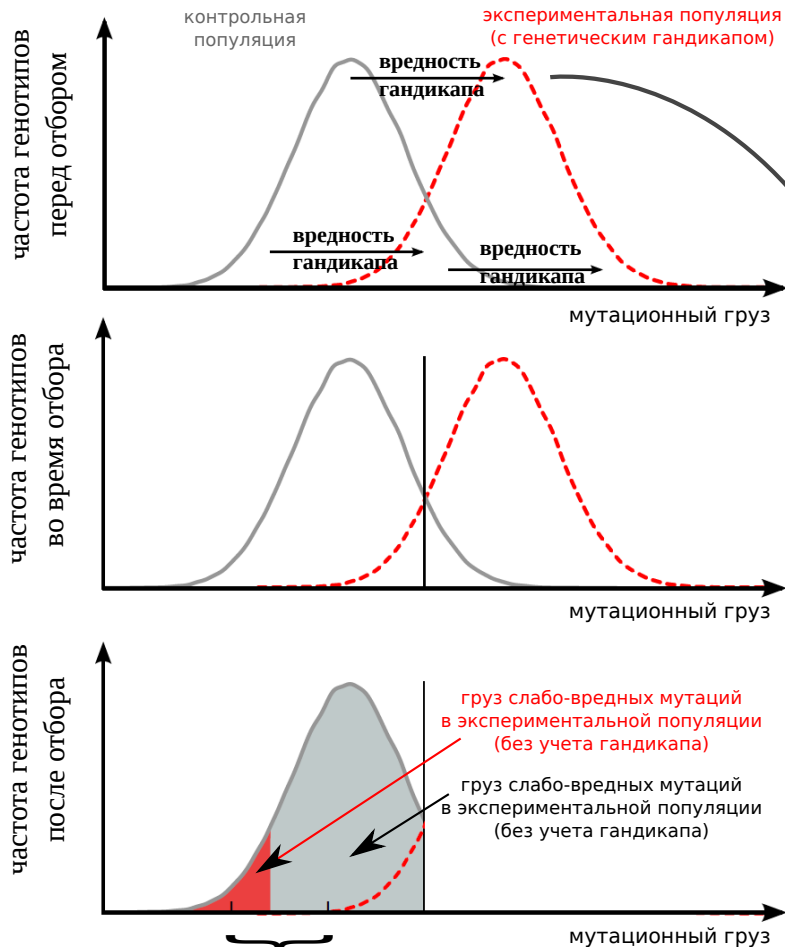 контрольная
популяция
экспериментальная популяция
(с генетическим гандикапом)
частота генотипов
перед отбором
вредность
гандикапа
вредность
гандикапа
вредность
гандикапа
мутационный груз
частота генотипов
во время отбора
мутационный груз
частота генотипов
после отбора
груз слабо-вредных мутаций
в экспериментальной популяции
(без учета гандикапа)
груз слабо-вредных мутаций
в экспериментальной популяции
(без учета гандикапа)
мутационный груз